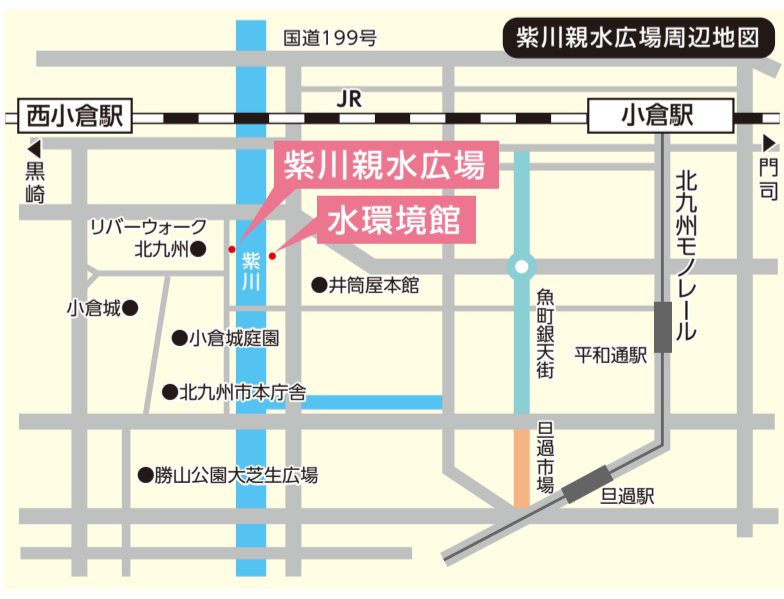 国道199号
紫川親水広場周辺地図
JR
西小倉駅
小倉駅
黒崎
門司
紫川親水広場
水環境館
北九州モノレール
リバーウォーク
北九州
紫川
井筒屋本館
小倉城
魚町銀天街
小倉城庭園
平和通駅
北九州市本庁舎
旦過市場
勝山公園大芝生広場
旦過駅